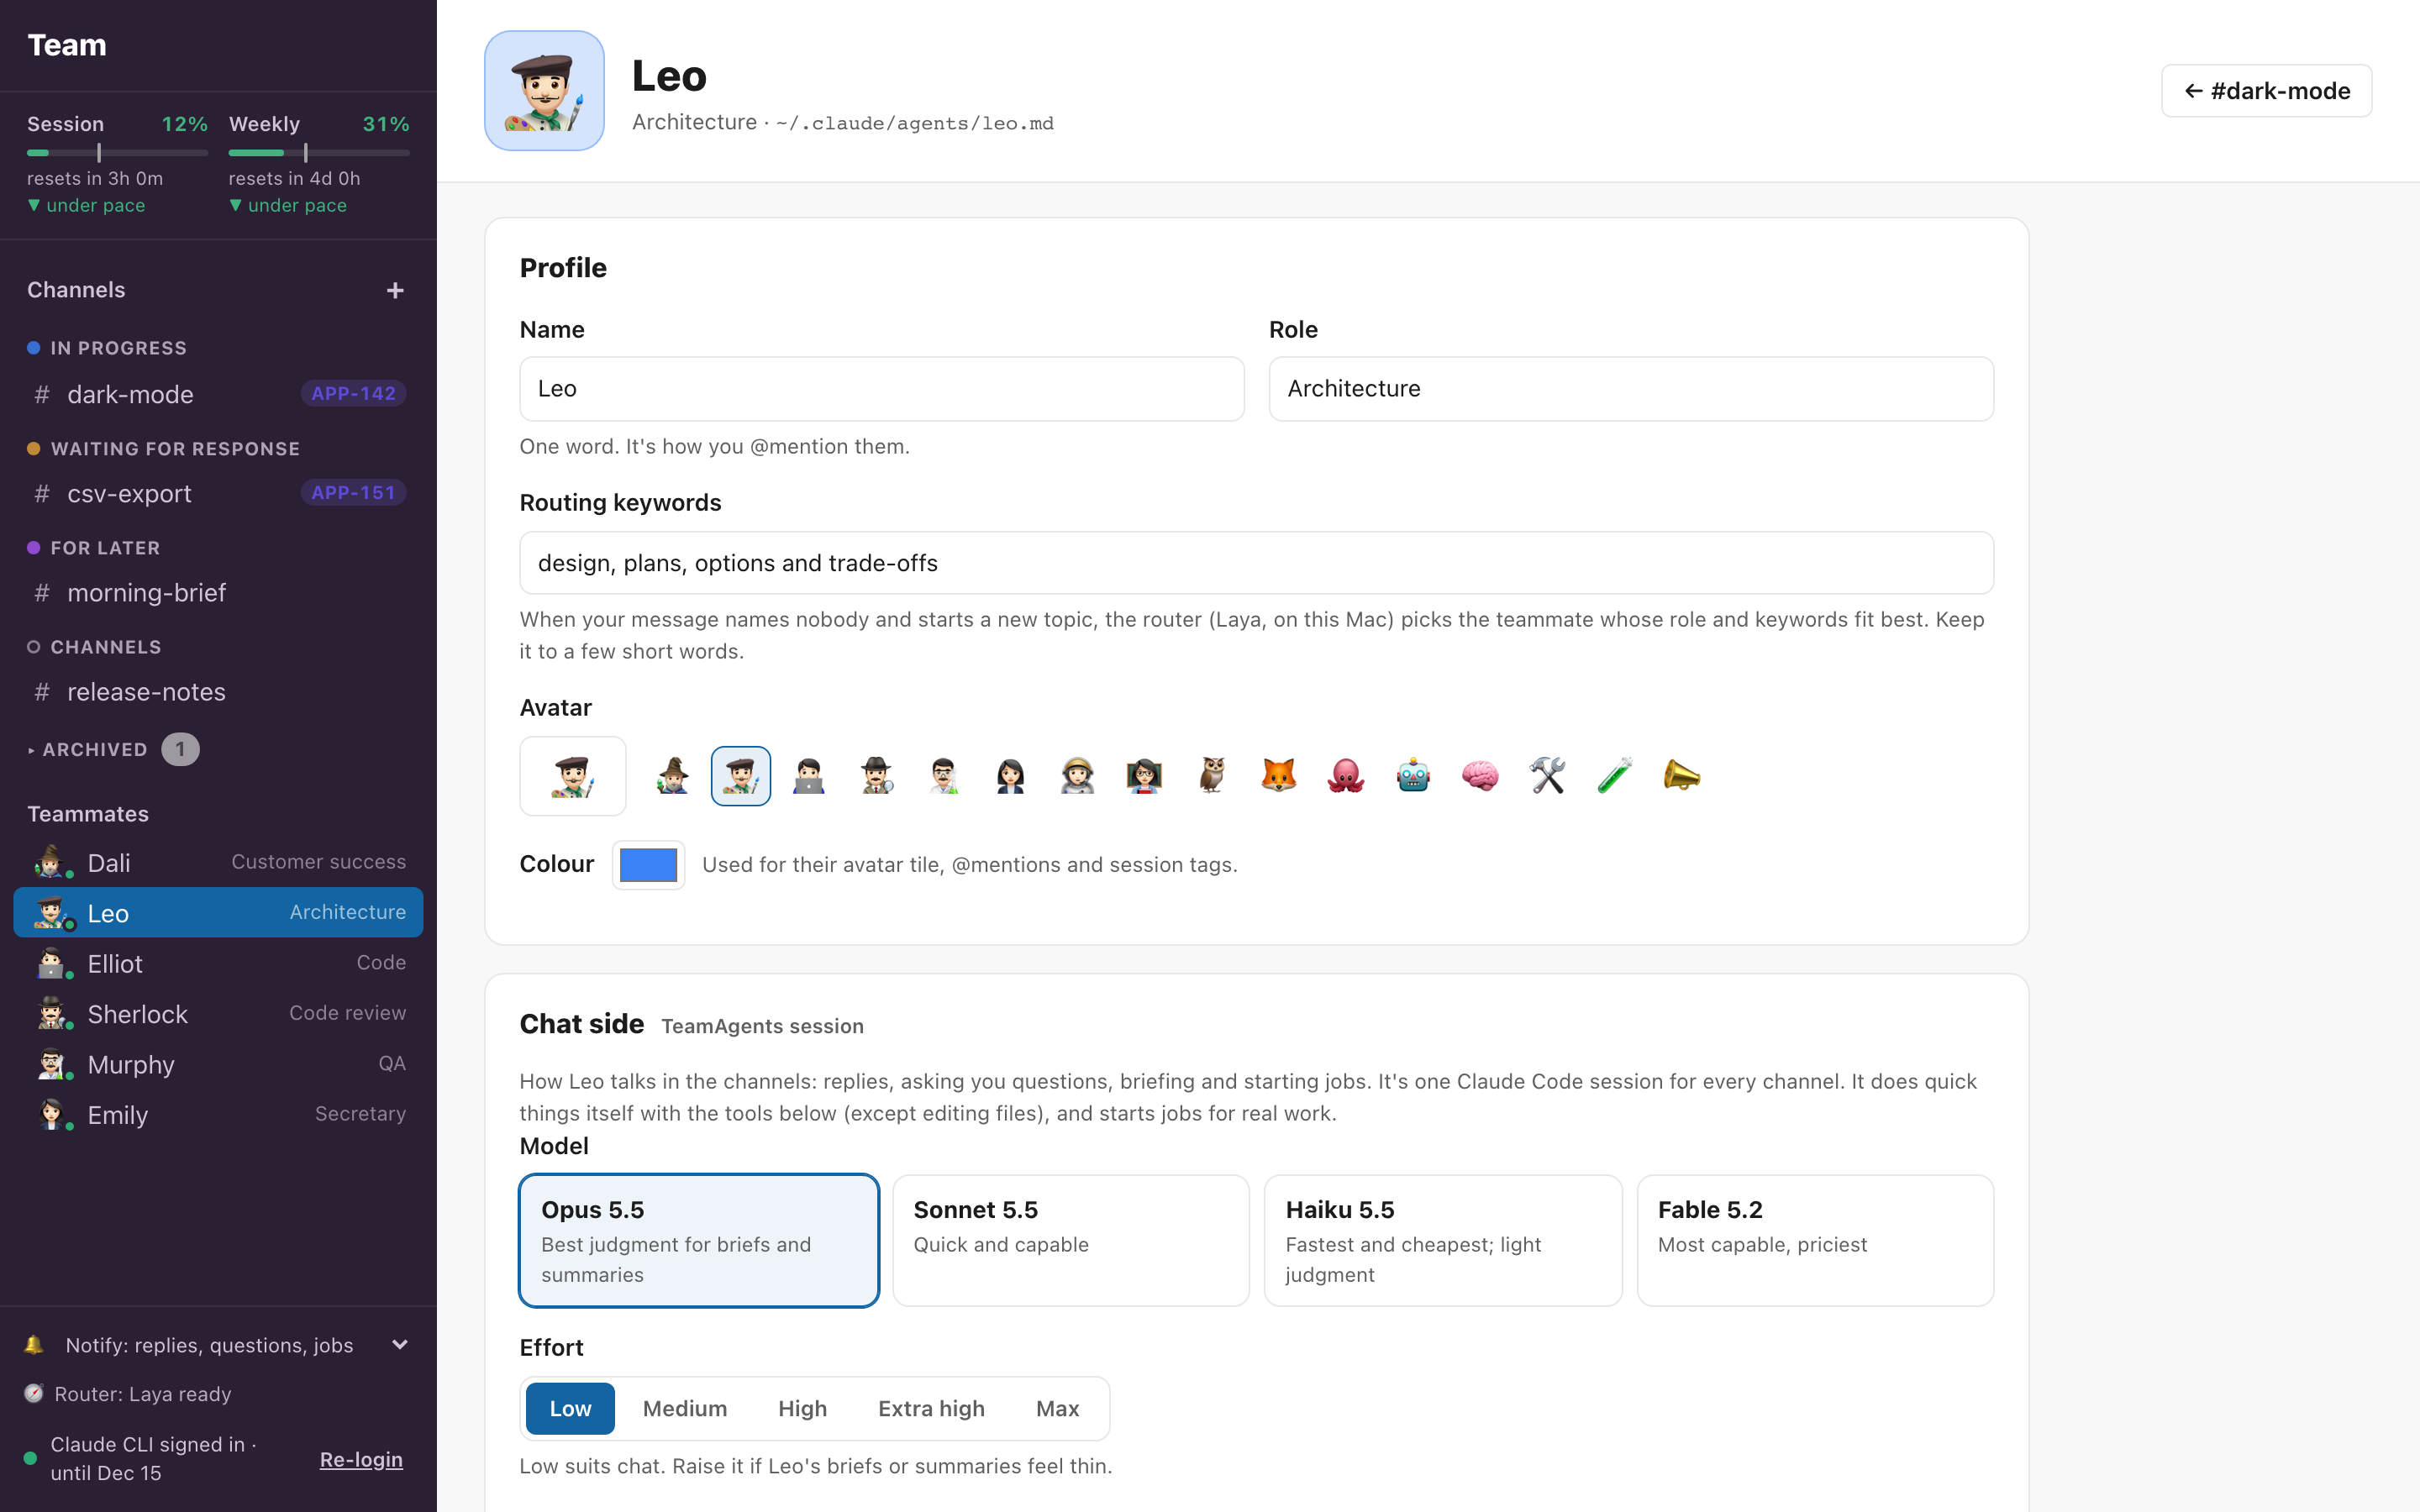 Team
Session 12% Weekly 31%
resets in 3h 0m resets in 4d 0h
▼ under pace ▼ under pace
Channels +
IN PROGRESS
# dark-mode APP-142
WAITING FOR RESPONSE
# csv-export APP-151
FOR LATER
# morning-brief
CHANNELS
# release-notes
▸ ARCHIVED 1
Teammates
Dali Customer success
Leo Architecture
Elliot Code
Sherlock Code review
Murphy QA
Emily Secretary
Notify: replies, questions, jobs
Router: Laya ready
Claude CLI signed in ·
until Dec 15
Re-login
Leo
Architecture · ~/.claude/agents/leo.md
← #dark-mode
Profile
Name Role
Leo Architecture
One word. It's how you @mention them.
Routing keywords
design, plans, options and trade-offs
When your message names nobody and starts a new topic, the router (Laya, on this Mac) picks the teammate whose role and keywords fit best. Keep
it to a few short words.
Avatar
Colour Used for their avatar tile, @mentions and session tags.
Chat side TeamAgents session
How Leo talks in the channels: replies, asking you questions, briefing and starting jobs. It's one Claude Code session for every channel. It does quick
things itself with the tools below (except editing files), and starts jobs for real work.
Model
Opus 5.5
Best judgment for briefs and
summaries
Sonnet 5.5
Quick and capable
Haiku 5.5
Fastest and cheapest; light
judgment
Fable 5.2
Most capable, priciest
Effort
Low Medium High Extra high Max
Low suits chat. Raise it if Leo's briefs or summaries feel thin.